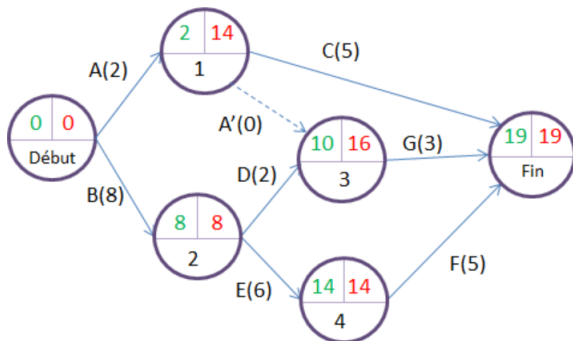 2 14
1
A(2)
C(5)
0 0
Début
A’(0)
10 16
3
G(3)
19 19
Fin
B(8)
D(2)
8 8
2
E(6)
F(5)
14 14
4